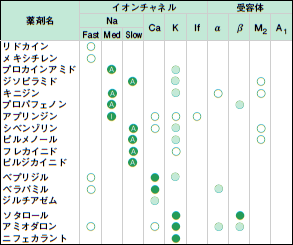 薬剤名 イオンチャネル 受容体
Na Ca K If α β M2 A1
Fast Med Slow
リドカイン
メキシチレン
プロカインアミド A
ジソピラミド A
キニジン A
プロパフェノン A
アプリンジン I
シベンゾリン A
ピルメノール A
フレカイニド A
ピルジカイニド A
ベプリジル
ベラパミル
ジルチアゼム
ソタロール
アミオダロン
ニフェカラント